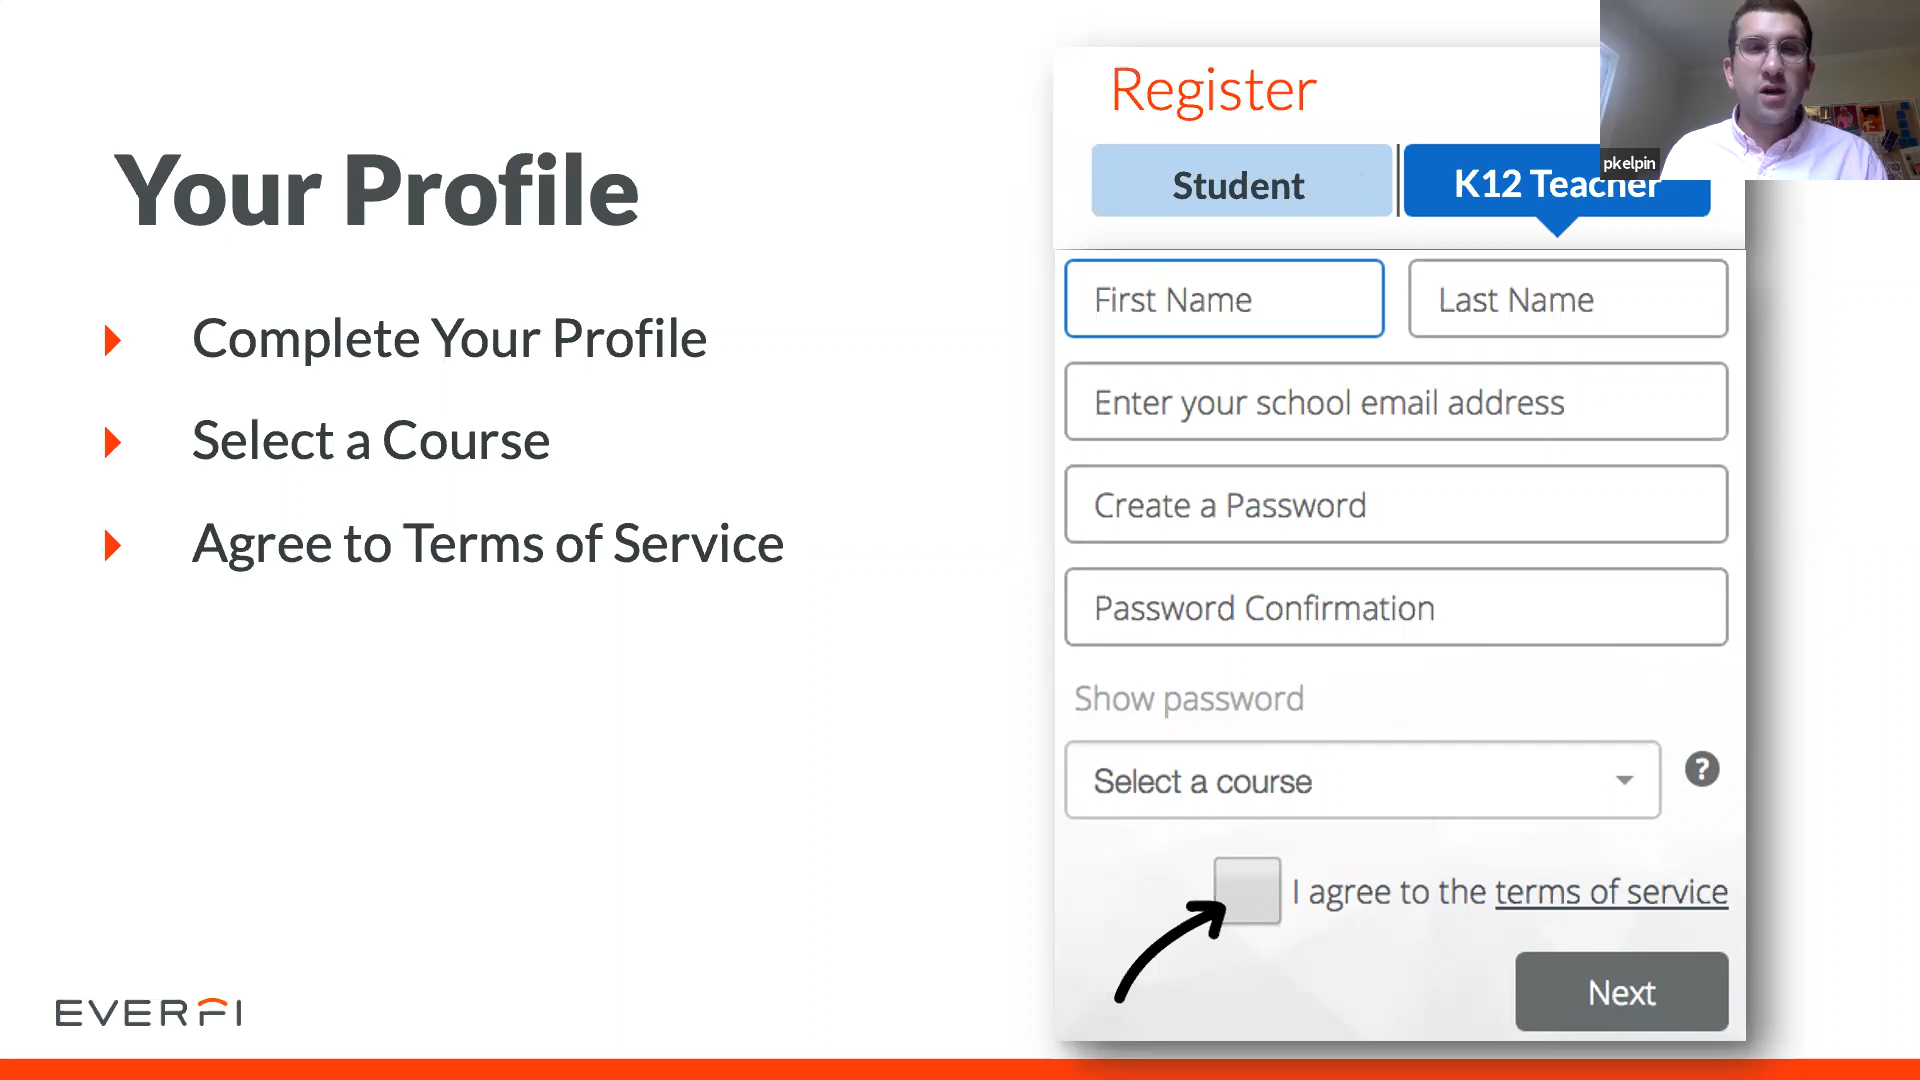 Your Profile
Complete Your Profile
Select a Course
Agree to Terms of Service
EVERFI
Register
Student
K12 Teacher
First Name
Last Name
Enter your school email address
Create a Password
Password Confirmation
Show password
Select a course
?
I agree to the terms of service
Next
pkelpin